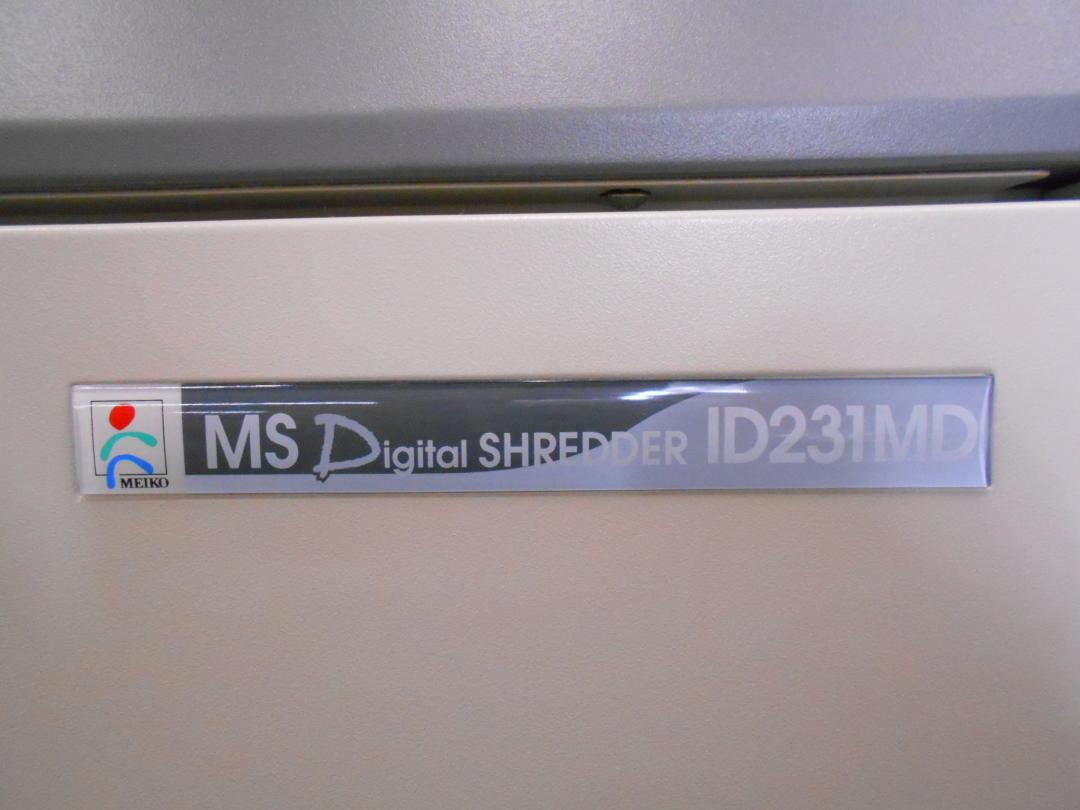 MEIKO
MS Digital SHREDDER ID231MD